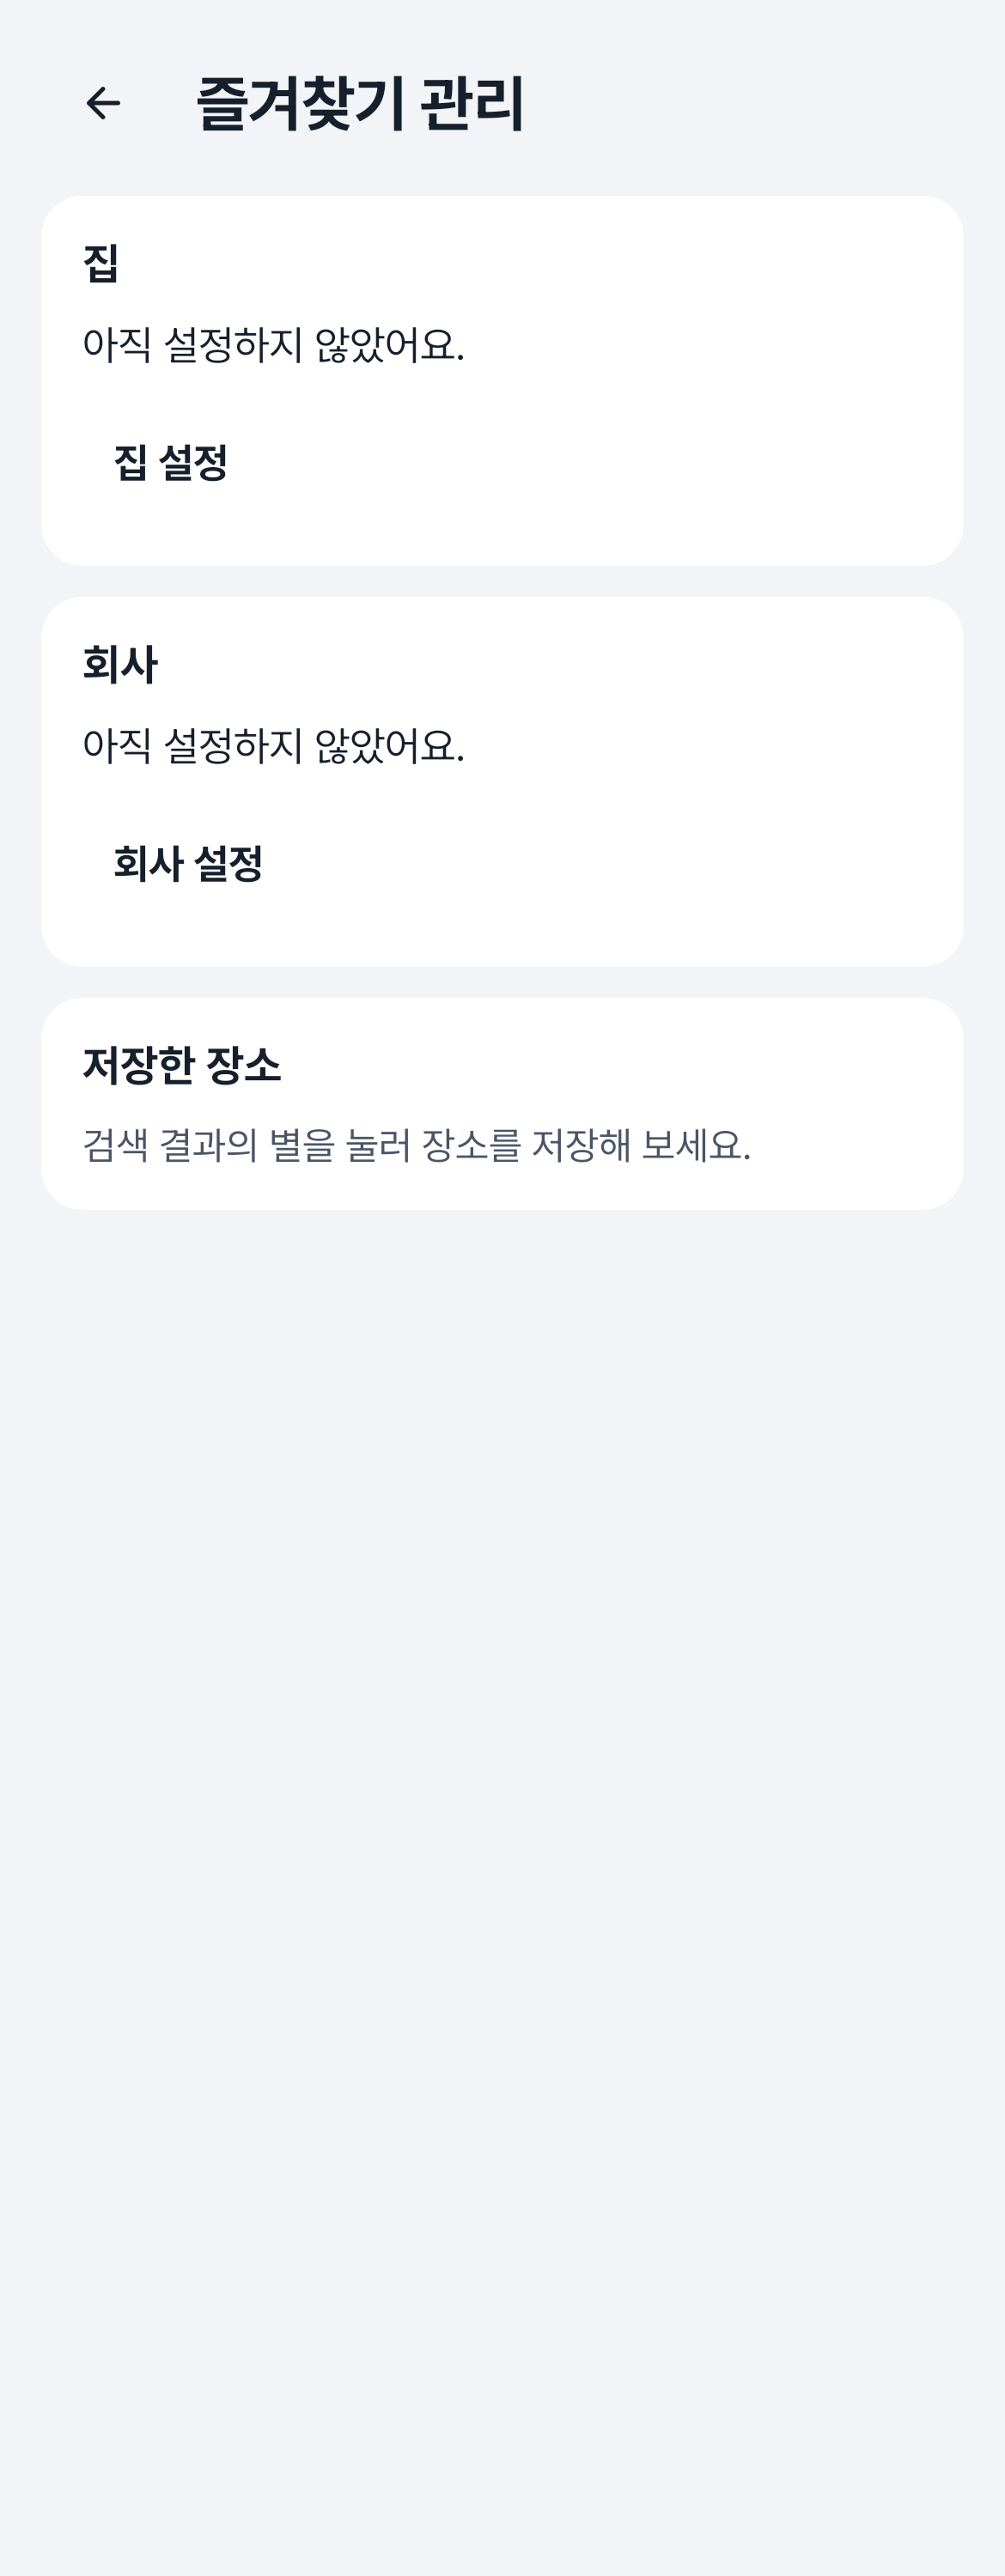 즐겨찾기 관리
집
아직 설정하지 않았어요.
집 설정
회사
아직 설정하지 않았어요.
회사 설정
저장한 장소
검색 결과의 별을 눌러 장소를 저장해 보세요.